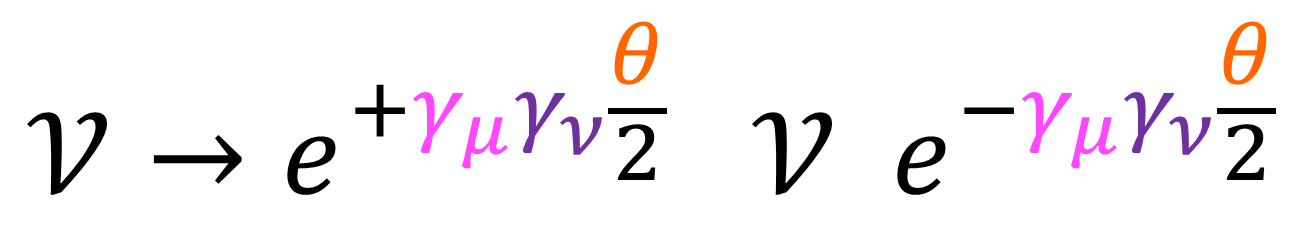 𝒱 → e^{+γ_μ γ_ν θ/2} 𝒱 e^{−γ_μ γ_ν θ/2}